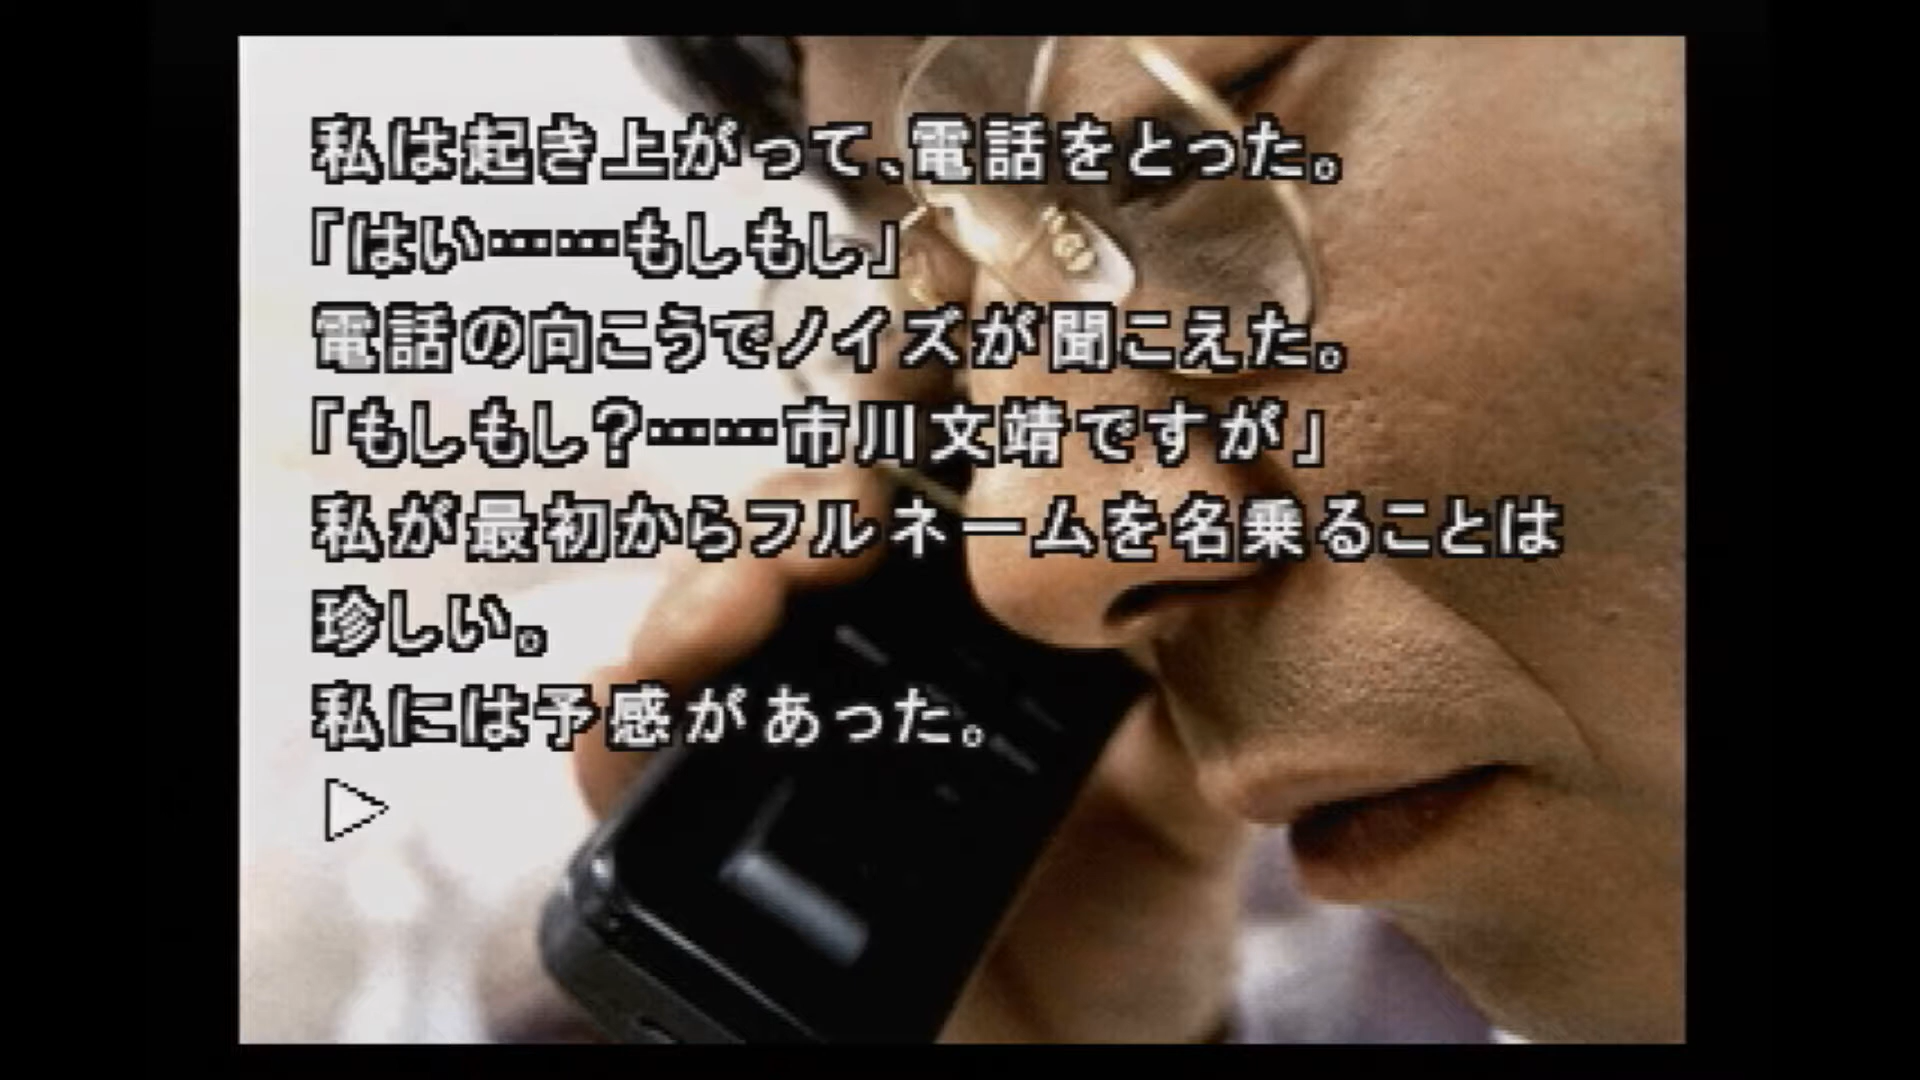 私は起き上がって、電話をとった。
「はい……もしもし」
電話の向こうでノイズが聞こえた。
「もしもし？……市川文靖ですが」
私が最初からフルネームを名乗ることは
珍しい。
私には予感があった。